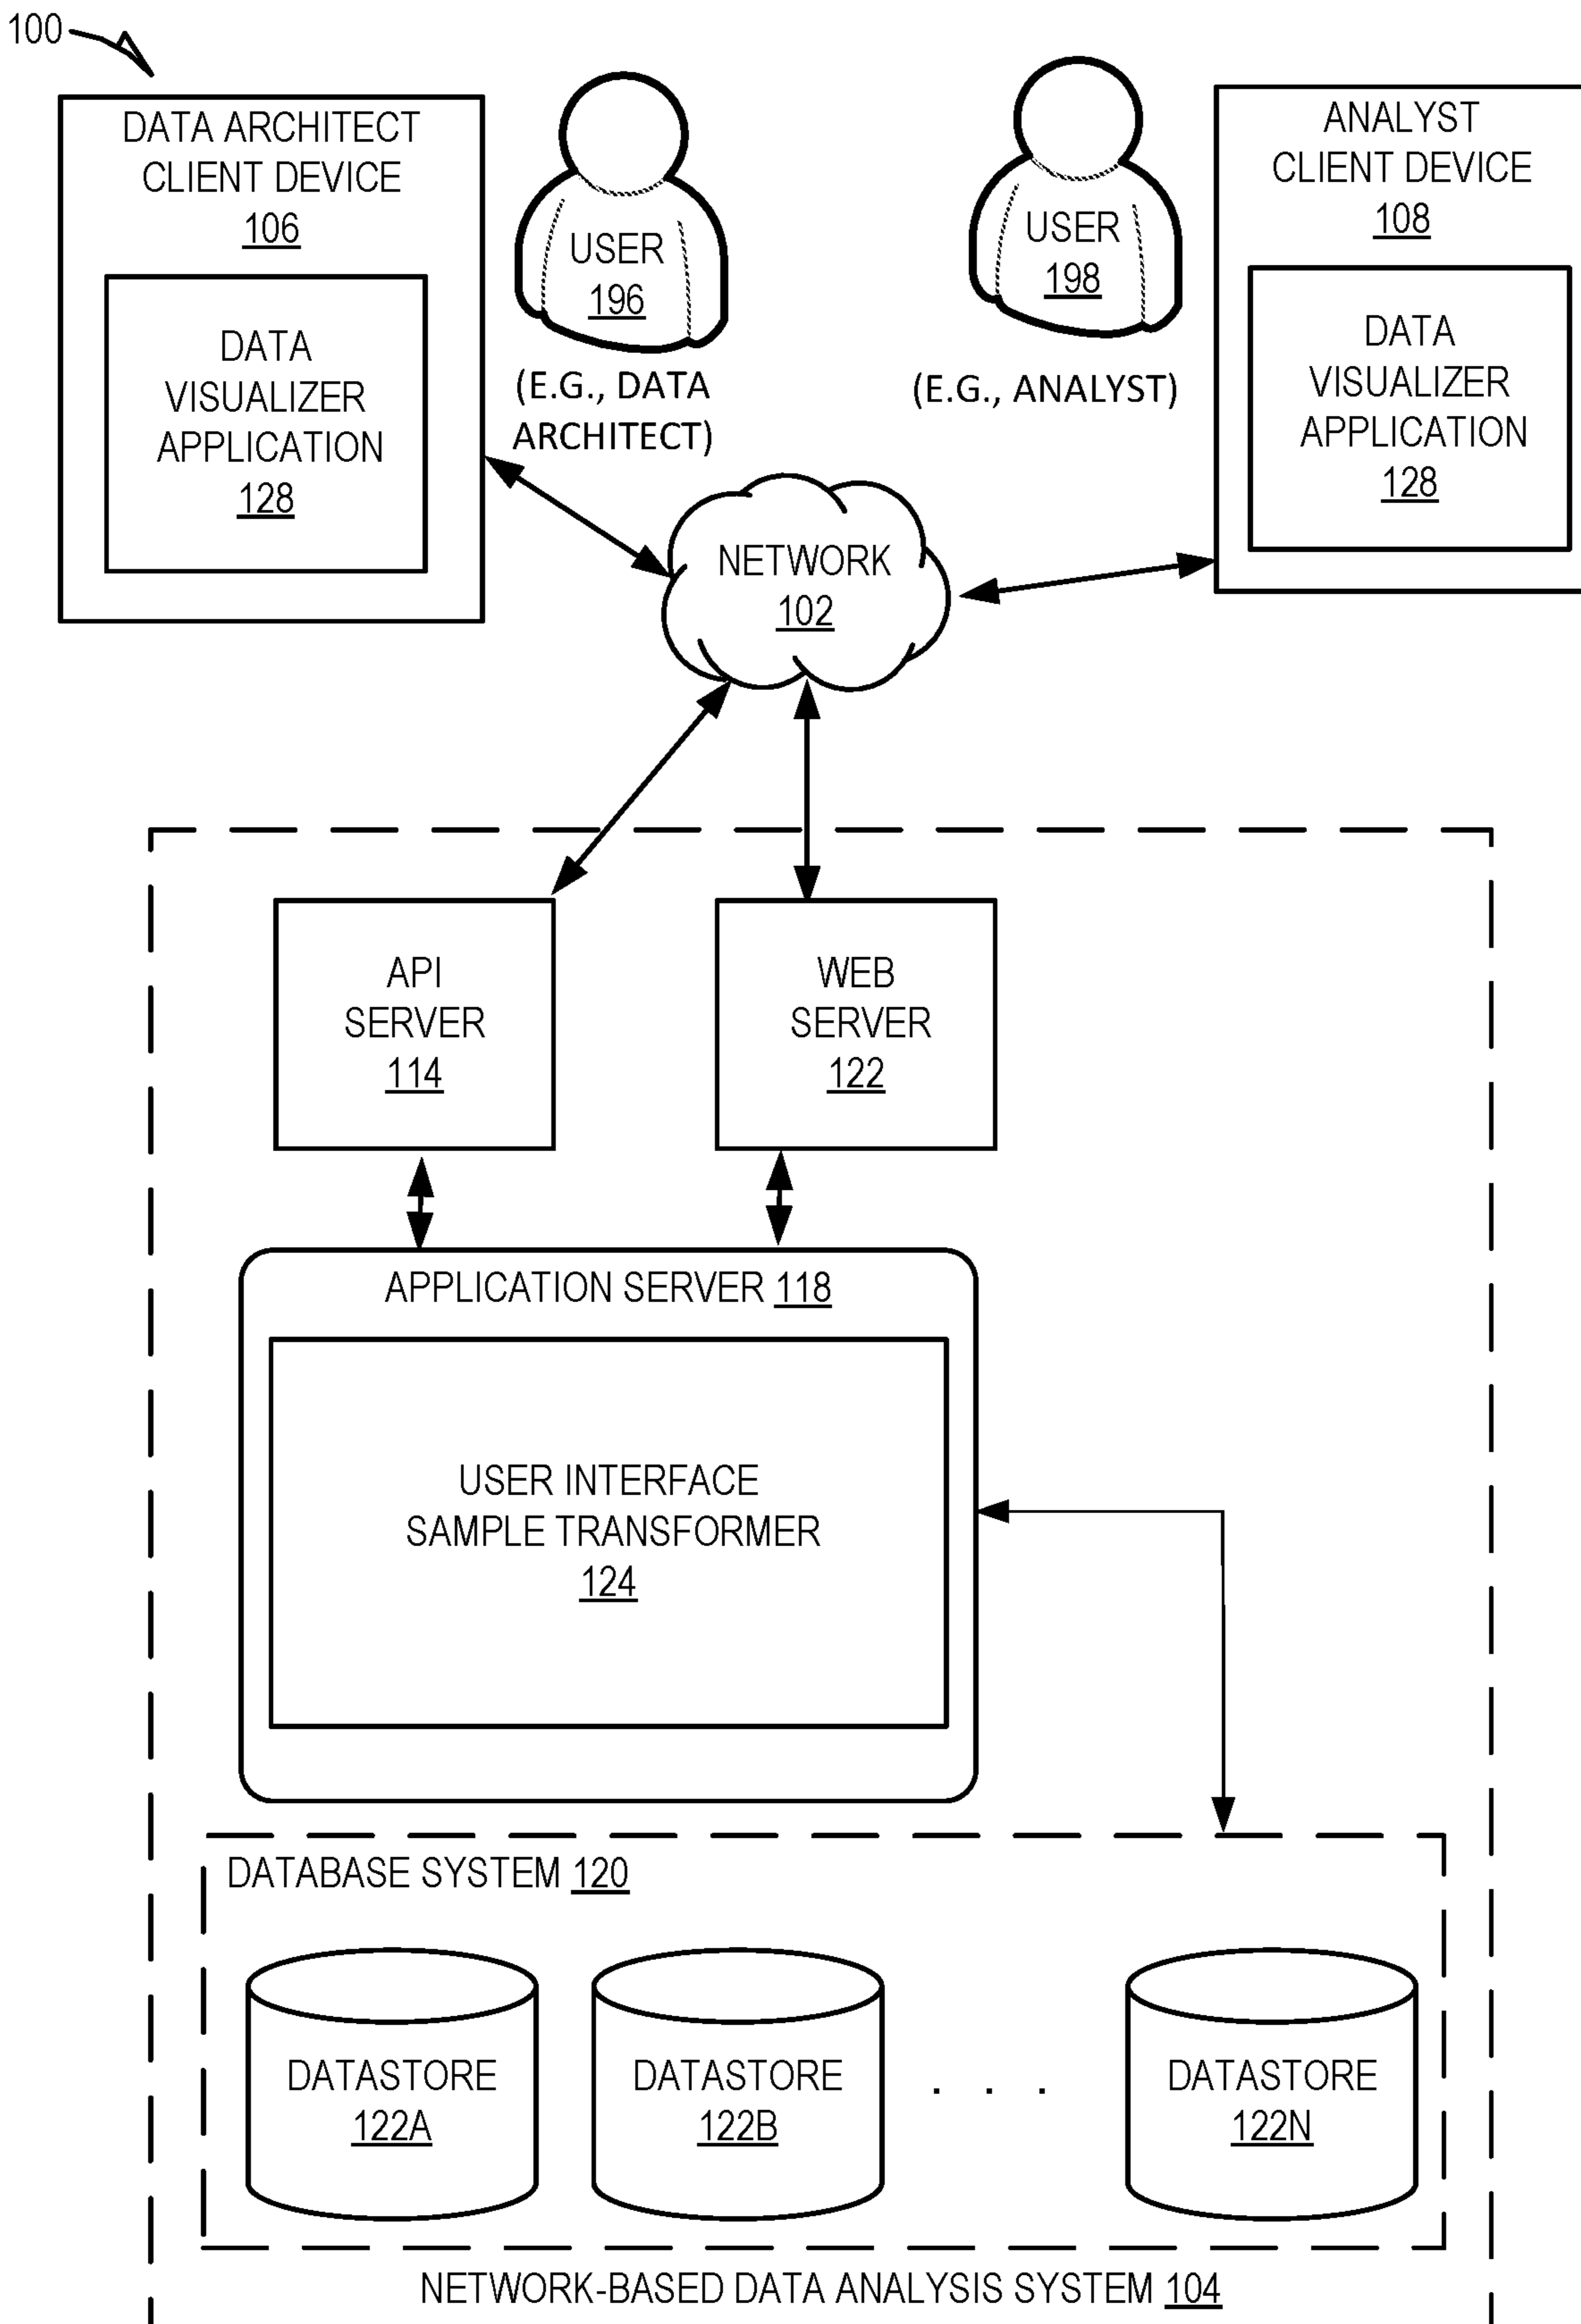 100
DATA ARCHITECT
CLIENT DEVICE
106
DATA
VISUALIZER
APPLICATION
128
USER
196
(E.G., DATA
ARCHITECT)
USER
198
(E.G., ANALYST)
ANALYST
CLIENT DEVICE
108
DATA
VISUALIZER
APPLICATION
128
NETWORK
102
API
SERVER
114
WEB
SERVER
122
APPLICATION SERVER 118
USER INTERFACE
SAMPLE TRANSFORMER
124
DATABASE SYSTEM 120
DATASTORE
122A
DATASTORE
122B
. . .
DATASTORE
122N
NETWORK-BASED DATA ANALYSIS SYSTEM 104